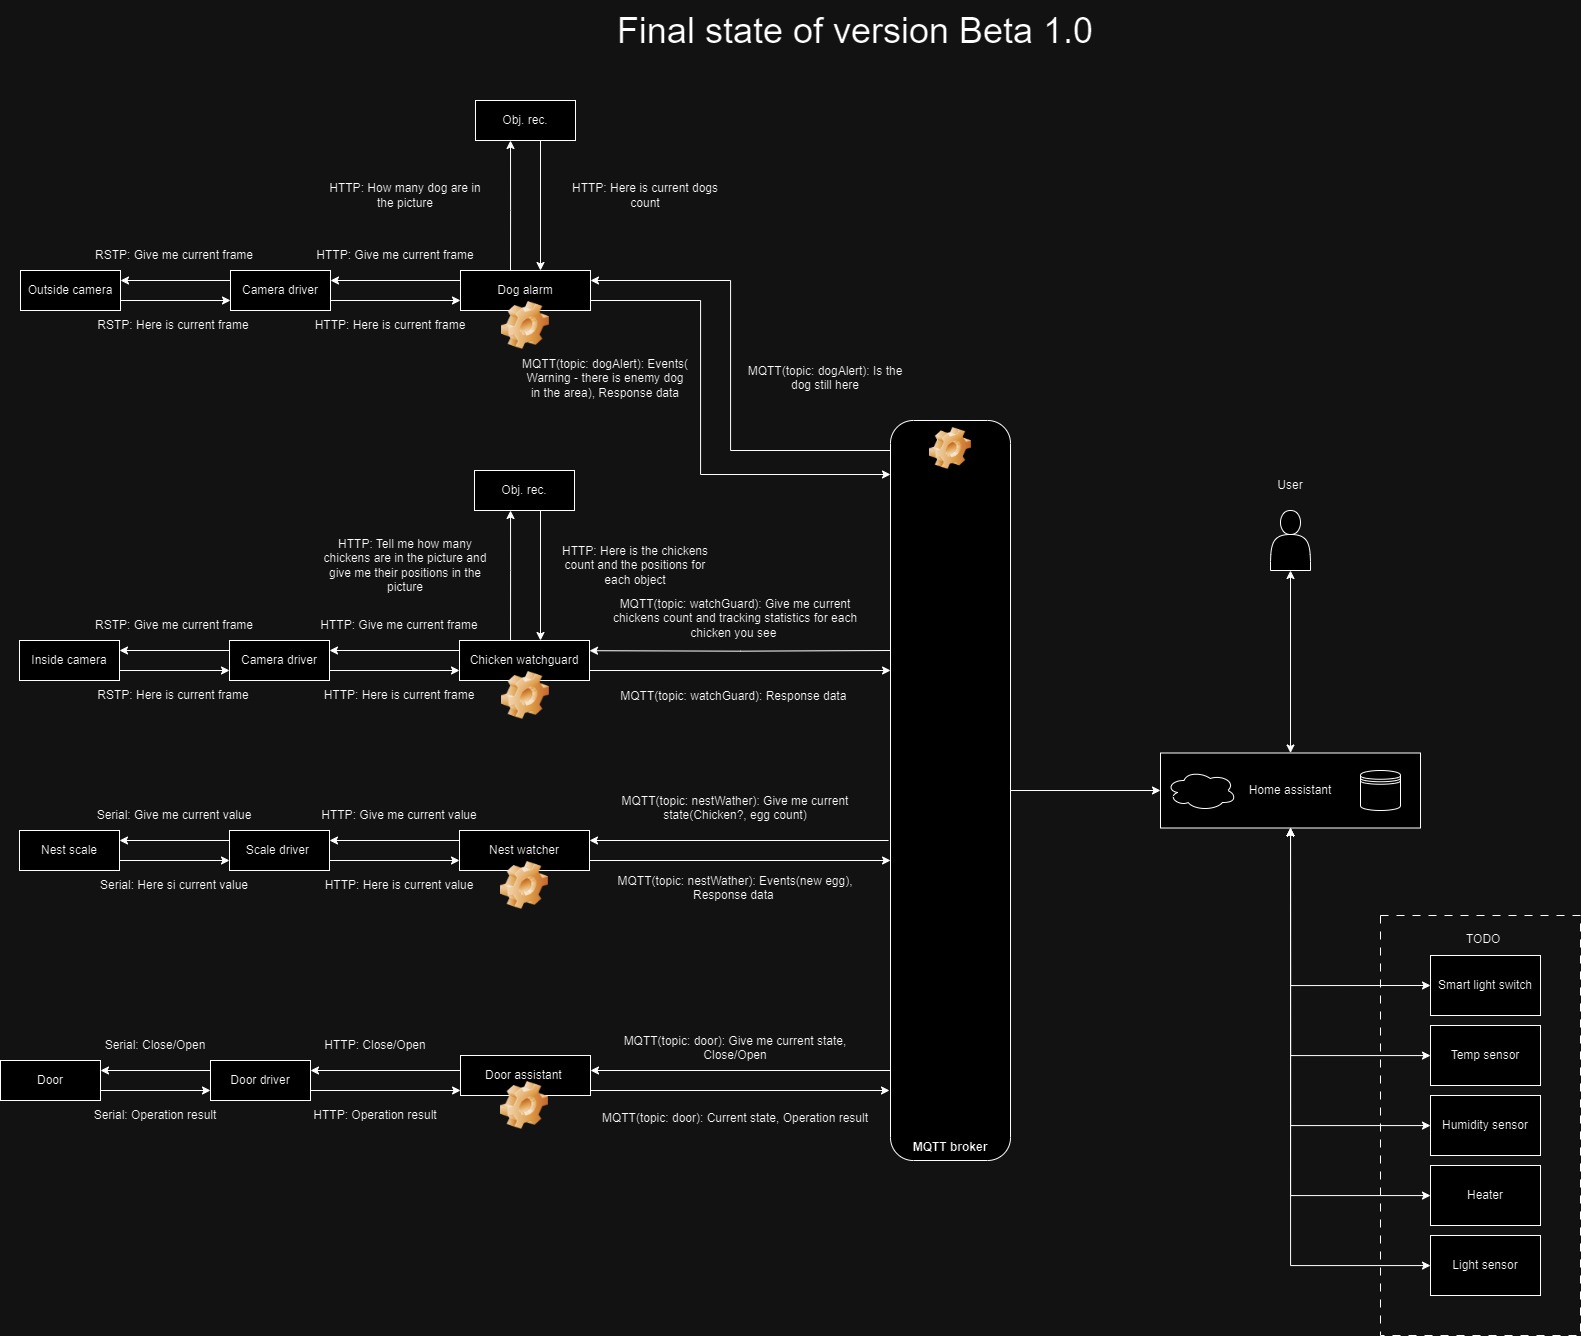 Final state of version Beta 1.0
Obj. rec.
HTTP: How many dog are in
the picture
HTTP: Here is current dogs
count
RSTP: Give me current frame
HTTP: Give me current frame
Outside camera
Camera driver
Dog alarm
RSTP: Here is current frame
HTTP: Here is current frame
MQTT(topic: dogAlert): Events(
Warning - there is enemy dog
in the area), Response data
MQTT(topic: dogAlert): Is the
dog still here
Obj. rec.
HTTP: Tell me how many
chickens are in the picture and
give me their positions in the
picture
HTTP: Here is the chickens
count and the positions for
each object
MQTT(topic: watchGuard): Give me current
chickens count and tracking statistics for each
chicken you see
RSTP: Give me current frame
HTTP: Give me current frame
Inside camera
Camera driver
Chicken watchguard
RSTP: Here is current frame
HTTP: Here is current frame
MQTT(topic: watchGuard): Response data
MQTT(topic: nestWather): Give me current
state(Chicken?, egg count)
Serial: Give me current value
HTTP: Give me current value
Nest scale
Scale driver
Nest watcher
Serial: Here si current value
HTTP: Here is current value
MQTT(topic: nestWather): Events(new egg),
Response data
MQTT(topic: door): Give me current state,
Close/Open
Serial: Close/Open
HTTP: Close/Open
Door
Door driver
Door assistant
Serial: Operation result
HTTP: Operation result
MQTT(topic: door): Current state, Operation result
MQTT broker
User
Home assistant
TODO
Smart light switch
Temp sensor
Humidity sensor
Heater
Light sensor